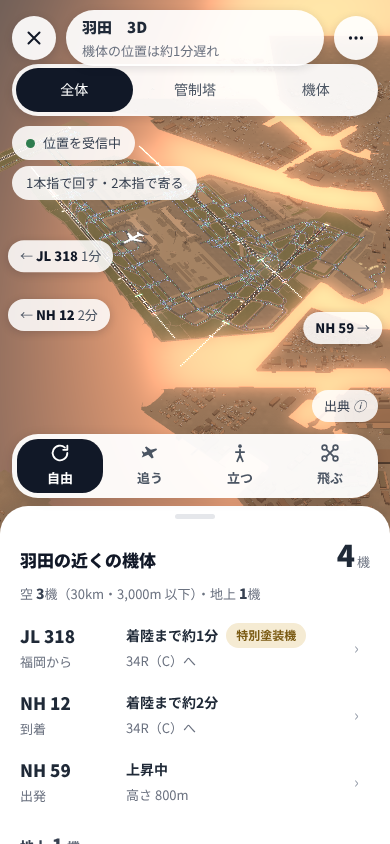 羽田 3D
機体の位置は約1分遅れ
全体
管制塔
機体
位置を受信中
1本指で回す・2本指で寄る
← JL 318 1分
← NH 12 2分
NH 59 →
出典 ⓘ
自由
追う
立つ
飛ぶ
羽田の近くの機体
4機
空 3機（30km・3,000m 以下）・地上 1機
JL 318
着陸まで約1分 特別塗装機
福岡から
34R（C）へ
NH 12
着陸まで約2分
到着
34R（C）へ
NH 59
上昇中
出発
高さ 800m
地上 1 機